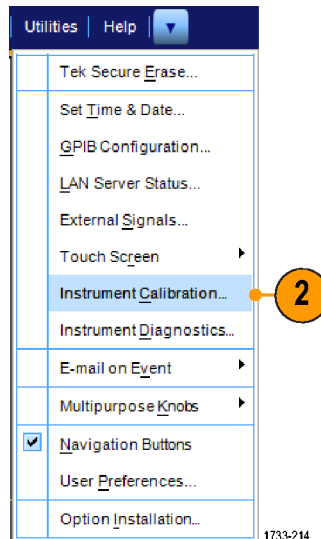 Utilities Help
Tek Secure Erase...
Set Time & Date...
GPIB Configuration...
LAN Server Status...
External Signals...
Touch Screen
Instrument Calibration...
2
Instrument Diagnostics...
E-mail on Event
Multipurpose Knobs
Navigation Buttons
User Preferences...
Option Installation...
1733-214